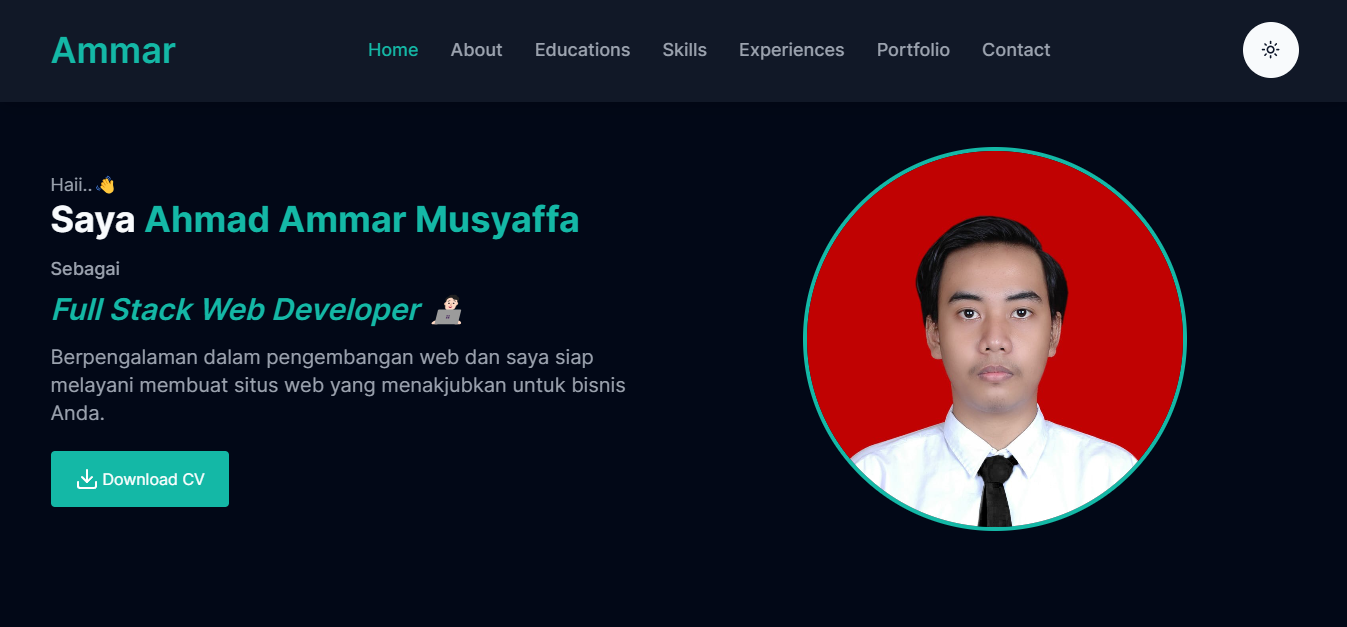 Ammar
Home About Educations Skills Experiences Portfolio Contact
Haii..👋
Saya Ahmad Ammar Musyaffa
Sebagai
Full Stack Web Developer 👨🏻‍💻
Berpengalaman dalam pengembangan web dan saya siap
melayani membuat situs web yang menakjubkan untuk bisnis
Anda.
Download CV